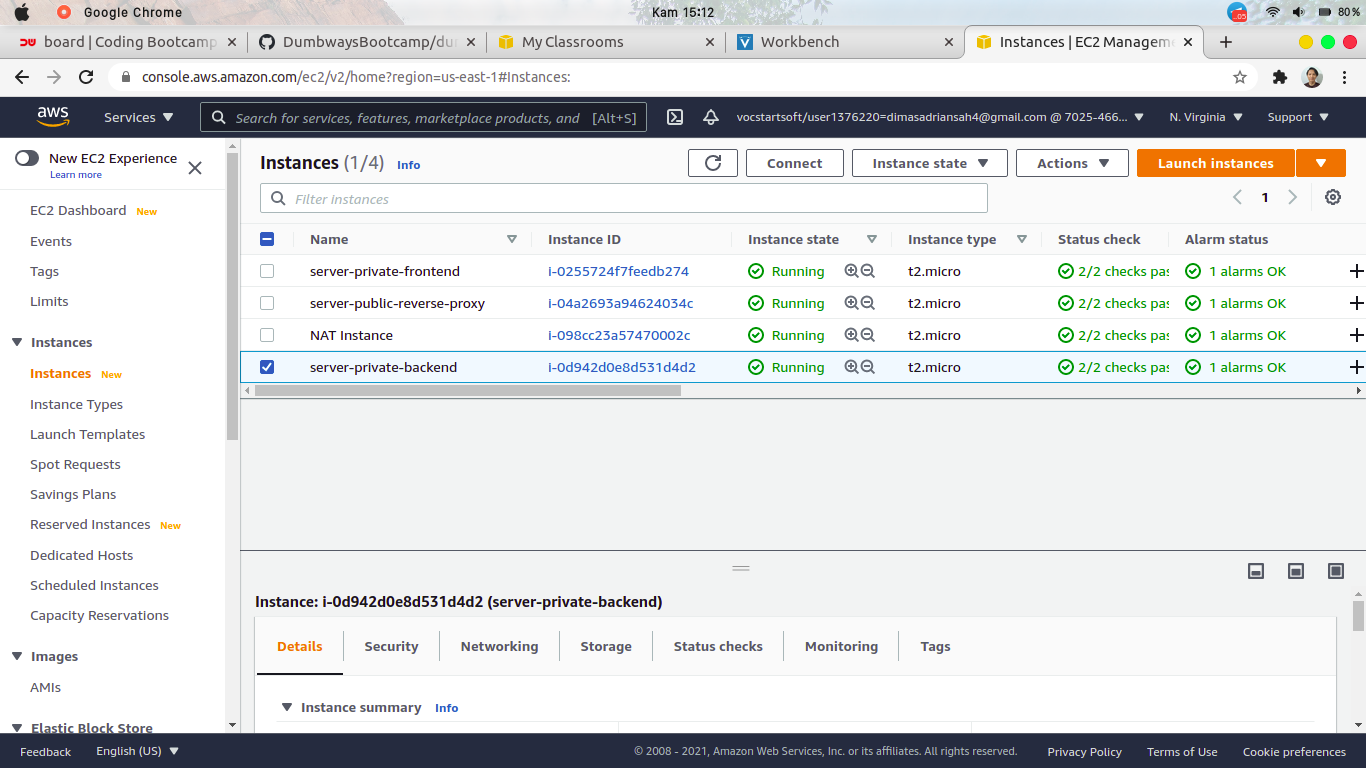 Google Chrome
Kam 15:12
80%
board | Coding Bootcamp
DumbwaysBootcamp/du
My Classrooms
Workbench
Instances | EC2 Managem
console.aws.amazon.com/ec2/v2/home?region=us-east-1#Instances:
aws
Services
Search for services, features, marketplace products, and
[Alt+S]
vocstartsoft/user1376220=dimasadriansah4@gmail.com @ 7025-466...
N. Virginia
Support
New EC2 Experience
Learn more
EC2 Dashboard New
Events
Tags
Limits
Instances
Instances New
Instance Types
Launch Templates
Spot Requests
Savings Plans
Reserved Instances New
Dedicated Hosts
Scheduled Instances
Capacity Reservations
Images
AMIs
Elastic Block Store
Instances (1/4) Info
Connect
Instance state
Actions
Launch instances
Filter instances
1
Name Instance ID Instance state Instance type Status check Alarm status
server-private-frontend i-0255724f7feedb274 Running t2.micro 2/2 checks pas 1 alarms OK
server-public-reverse-proxy i-04a2693a94624034c Running t2.micro 2/2 checks pas 1 alarms OK
NAT Instance i-098cc23a57470002c Running t2.micro 2/2 checks pas 1 alarms OK
server-private-backend i-0d942d0e8d531d4d2 Running t2.micro 2/2 checks pas 1 alarms OK
Instance: i-0d942d0e8d531d4d2 (server-private-backend)
Details Security Networking Storage Status checks Monitoring Tags
Instance summary Info
Feedback
English (US)
© 2008 - 2021, Amazon Web Services, Inc. or its affiliates. All rights reserved.
Privacy Policy
Terms of Use
Cookie preferences